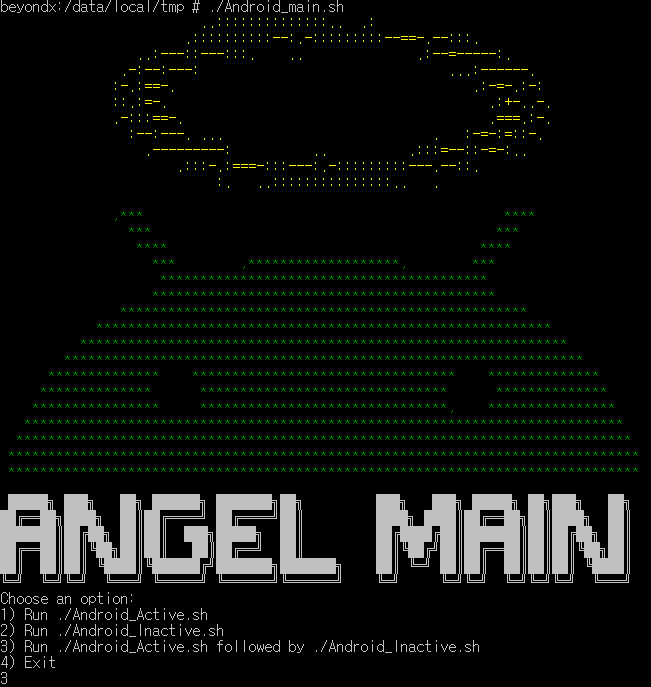 beyondx:/data/local/tmp # ./Android_main.sh
ANGEL MAIN
Choose an option:
1) Run ./Android_Active.sh
2) Run ./Android_Inactive.sh
3) Run ./Android_Active.sh followed by ./Android_Inactive.sh
4) Exit
3